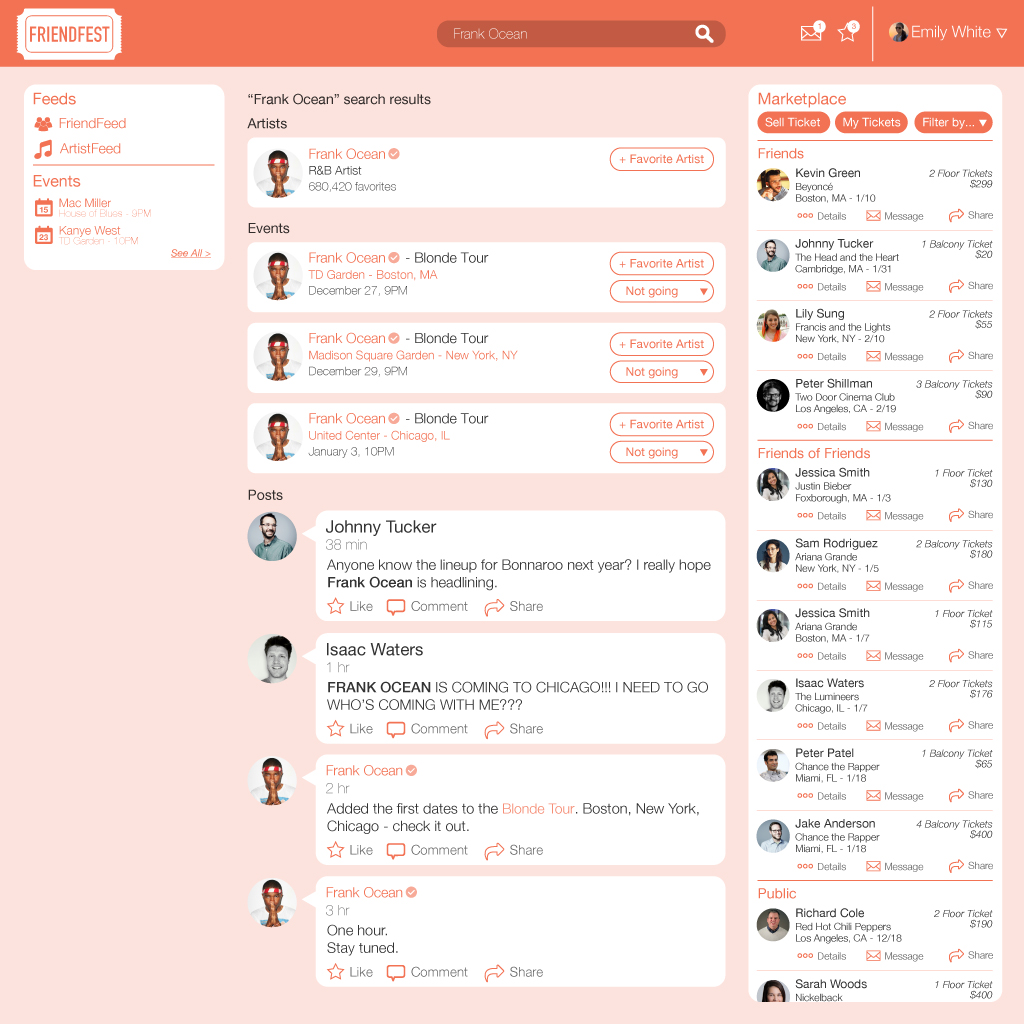 FRIENDFEST
Frank Ocean
1
3
Emily White
Feeds
FriendFeed
ArtistFeed
Events
15
Mac Miller
House of Blues - 9PM
23
Kanye West
TD Garden - 10PM
See All >
“Frank Ocean” search results
Artists
Frank Ocean
R&B Artist
680,420 favorites
+ Favorite Artist
Events
Frank Ocean - Blonde Tour
TD Garden - Boston, MA
December 27, 9PM
+ Favorite Artist
Not going
Frank Ocean - Blonde Tour
Madison Square Garden - New York, NY
December 29, 9PM
+ Favorite Artist
Not going
Frank Ocean - Blonde Tour
United Center - Chicago, IL
January 3, 10PM
+ Favorite Artist
Not going
Posts
Johnny Tucker
38 min
Anyone know the lineup for Bonnaroo next year? I really hope
Frank Ocean is headlining.
Like Comment Share
Isaac Waters
1 hr
FRANK OCEAN IS COMING TO CHICAGO!!! I NEED TO GO
WHO'S COMING WITH ME???
Like Comment Share
Frank Ocean
2 hr
Added the first dates to the Blonde Tour. Boston, New York,
Chicago - check it out.
Like Comment Share
Frank Ocean
3 hr
One hour.
Stay tuned.
Like Comment Share
Marketplace
Sell Ticket My Tickets Filter by...
Friends
Kevin Green 2 Floor Tickets
Beyoncé $299
Boston, MA - 1/10
Details Message Share
Johnny Tucker 1 Balcony Ticket
The Head and the Heart $20
Cambridge, MA - 1/31
Details Message Share
Lily Sung 2 Floor Tickets
Francis and the Lights $55
New York, NY - 2/10
Details Message Share
Peter Shillman 3 Balcony Tickets
Two Door Cinema Club $90
Los Angeles, CA - 2/19
Details Message Share
Friends of Friends
Jessica Smith 1 Floor Ticket
Justin Bieber $130
Foxborough, MA - 1/3
Details Message Share
Sam Rodriguez 2 Balcony Tickets
Ariana Grande $180
New York, NY - 1/5
Details Message Share
Jessica Smith 1 Floor Ticket
Ariana Grande $115
Boston, MA - 1/7
Details Message Share
Isaac Waters 2 Floor Tickets
The Lumineers $176
Chicago, IL - 1/7
Details Message Share
Peter Patel 1 Balcony Ticket
Chance the Rapper $65
Miami, FL - 1/18
Details Message Share
Jake Anderson 4 Balcony Tickets
Chance the Rapper $400
Miami, FL - 1/18
Details Message Share
Public
Richard Cole 2 Floor Ticket
Red Hot Chili Peppers $190
Los Angeles, CA - 12/18
Details Message Share
Sarah Woods 1 Floor Ticket
Nickelback $400